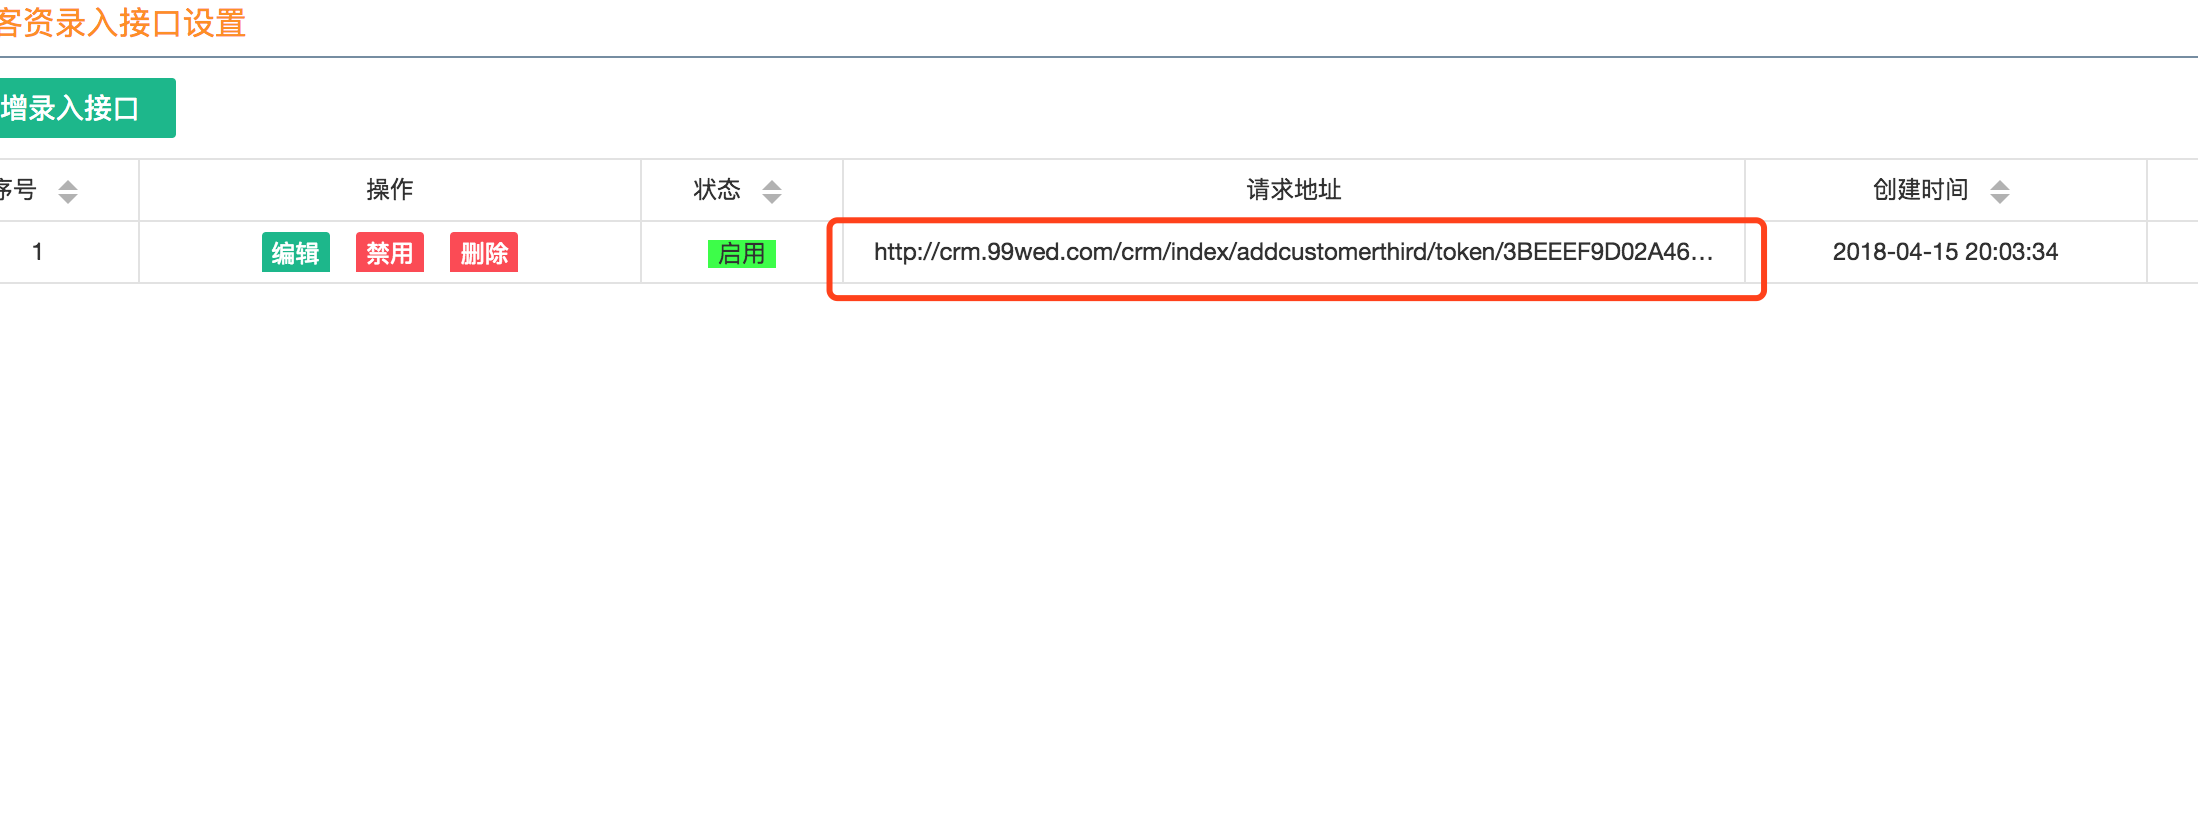 客资录入接口设置
增录入接口
序号 操作 状态 请求地址 创建时间
1 编辑 禁用 删除 启用 http://crm.99wed.com/crm/index/addcustomerthird/token/3BEEEF9D02A46... 2018-04-15 20:03:34